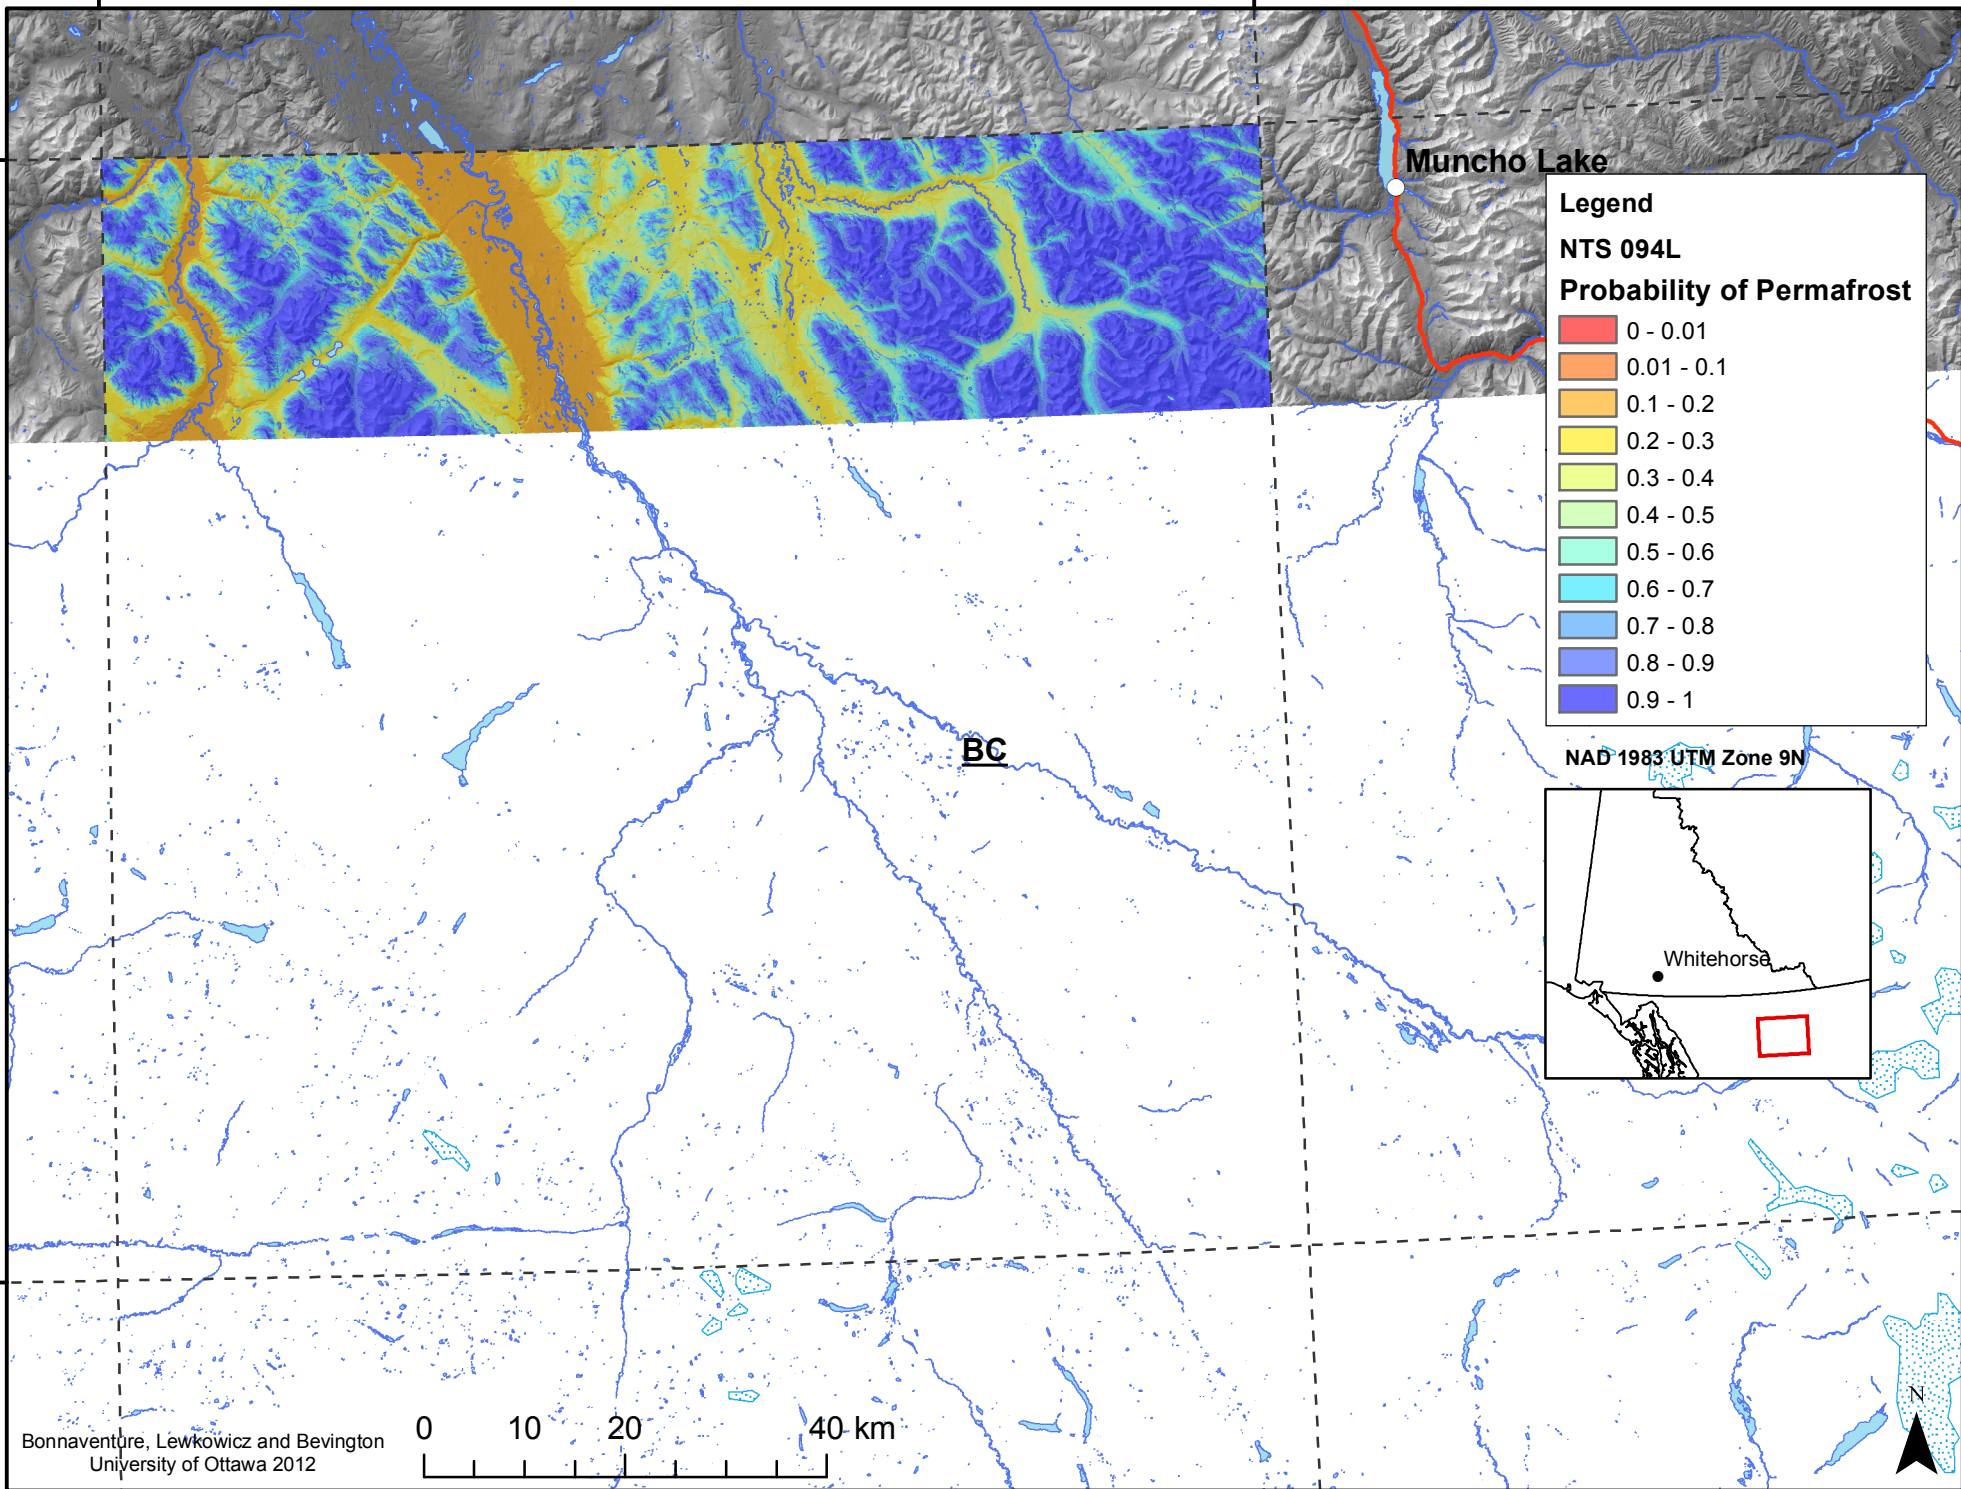 Muncho Lake
Legend
NTS 094L
Probability of Permafrost
0 - 0.01
0.01 - 0.1
0.1 - 0.2
0.2 - 0.3
0.3 - 0.4
0.4 - 0.5
0.5 - 0.6
0.6 - 0.7
0.7 - 0.8
0.8 - 0.9
0.9 - 1
BC
NAD 1983 UTM Zone 9N
Whitehorse
N
0 10 20 40 km
Bonnaventure, Lewkowicz and Bevington
University of Ottawa 2012